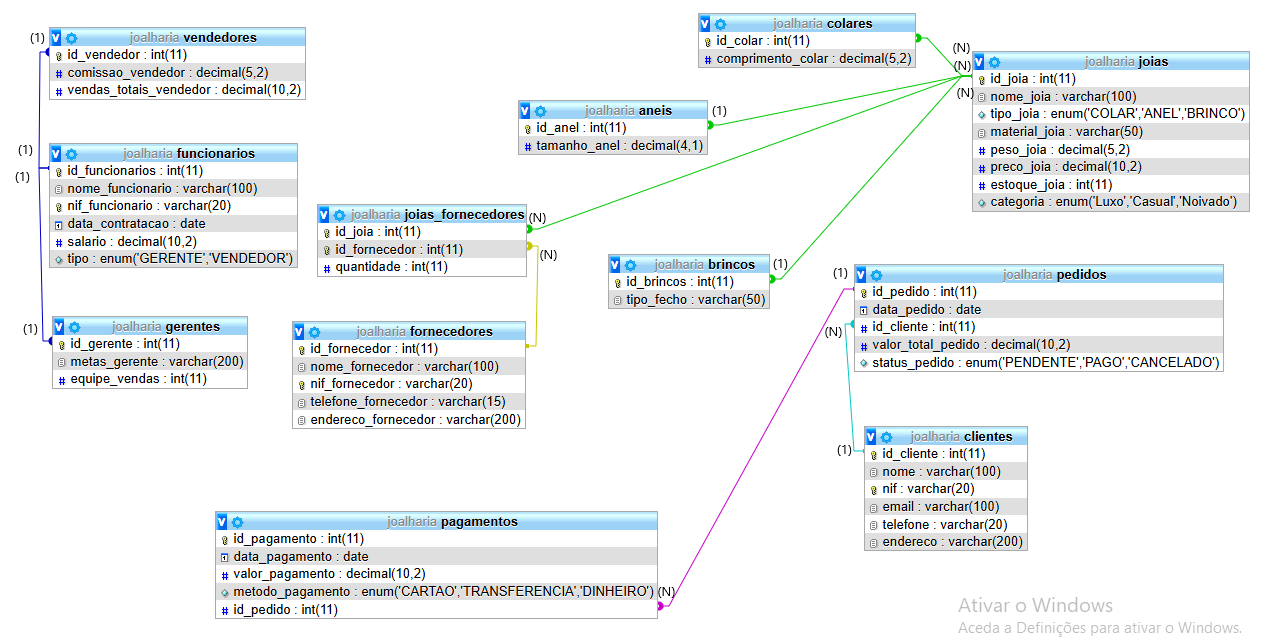 (1)
joalharia vendedores
id_vendedor : int(11)
comissao_vendedor : decimal(5,2)
vendas_totais_vendedor : decimal(10,2)
joalharia colares
id_colar : int(11)
comprimento_colar : decimal(5,2)
(N)
(N)
(N)
joalharia joias
id_joia : int(11)
nome_joia : varchar(100)
tipo_joia : enum('COLAR','ANEL','BRINCO')
material_joia : varchar(50)
peso_joia : decimal(5,2)
preco_joia : decimal(10,2)
estoque_joia : int(11)
categoria : enum('Luxo','Casual','Noivado')
joalharia aneis
(1)
id_anel : int(11)
tamanho_anel : decimal(4,1)
(1)
(1)
joalharia funcionarios
id_funcionarios : int(11)
nome_funcionario : varchar(100)
nif_funcionario : varchar(20)
data_contratacao : date
salario : decimal(10,2)
tipo : enum('GERENTE','VENDEDOR')
joalharia joias_fornecedores
(N)
id_joia : int(11)
id_fornecedor : int(11)
(N)
quantidade : int(11)
joalharia brincos
(1)
id_brincos : int(11)
tipo_fecho : varchar(50)
(1)
joalharia pedidos
id_pedido : int(11)
data_pedido : date
id_cliente : int(11)
valor_total_pedido : decimal(10,2)
status_pedido : enum('PENDENTE','PAGO','CANCELADO')
(N)
(1)
joalharia gerentes
id_gerente : int(11)
metas_gerente : varchar(200)
equipe_vendas : int(11)
joalharia fornecedores
id_fornecedor : int(11)
nome_fornecedor : varchar(100)
nif_fornecedor : varchar(20)
telefone_fornecedor : varchar(15)
endereco_fornecedor : varchar(200)
(1)
joalharia clientes
id_cliente : int(11)
nome : varchar(100)
nif : varchar(20)
email : varchar(100)
telefone : varchar(20)
endereco : varchar(200)
joalharia pagamentos
id_pagamento : int(11)
data_pagamento : date
valor_pagamento : decimal(10,2)
metodo_pagamento : enum('CARTAO','TRANSFERENCIA','DINHEIRO')
(N)
id_pedido : int(11)
Ativar o Windows
Aceda a Definições para ativar o Windows.